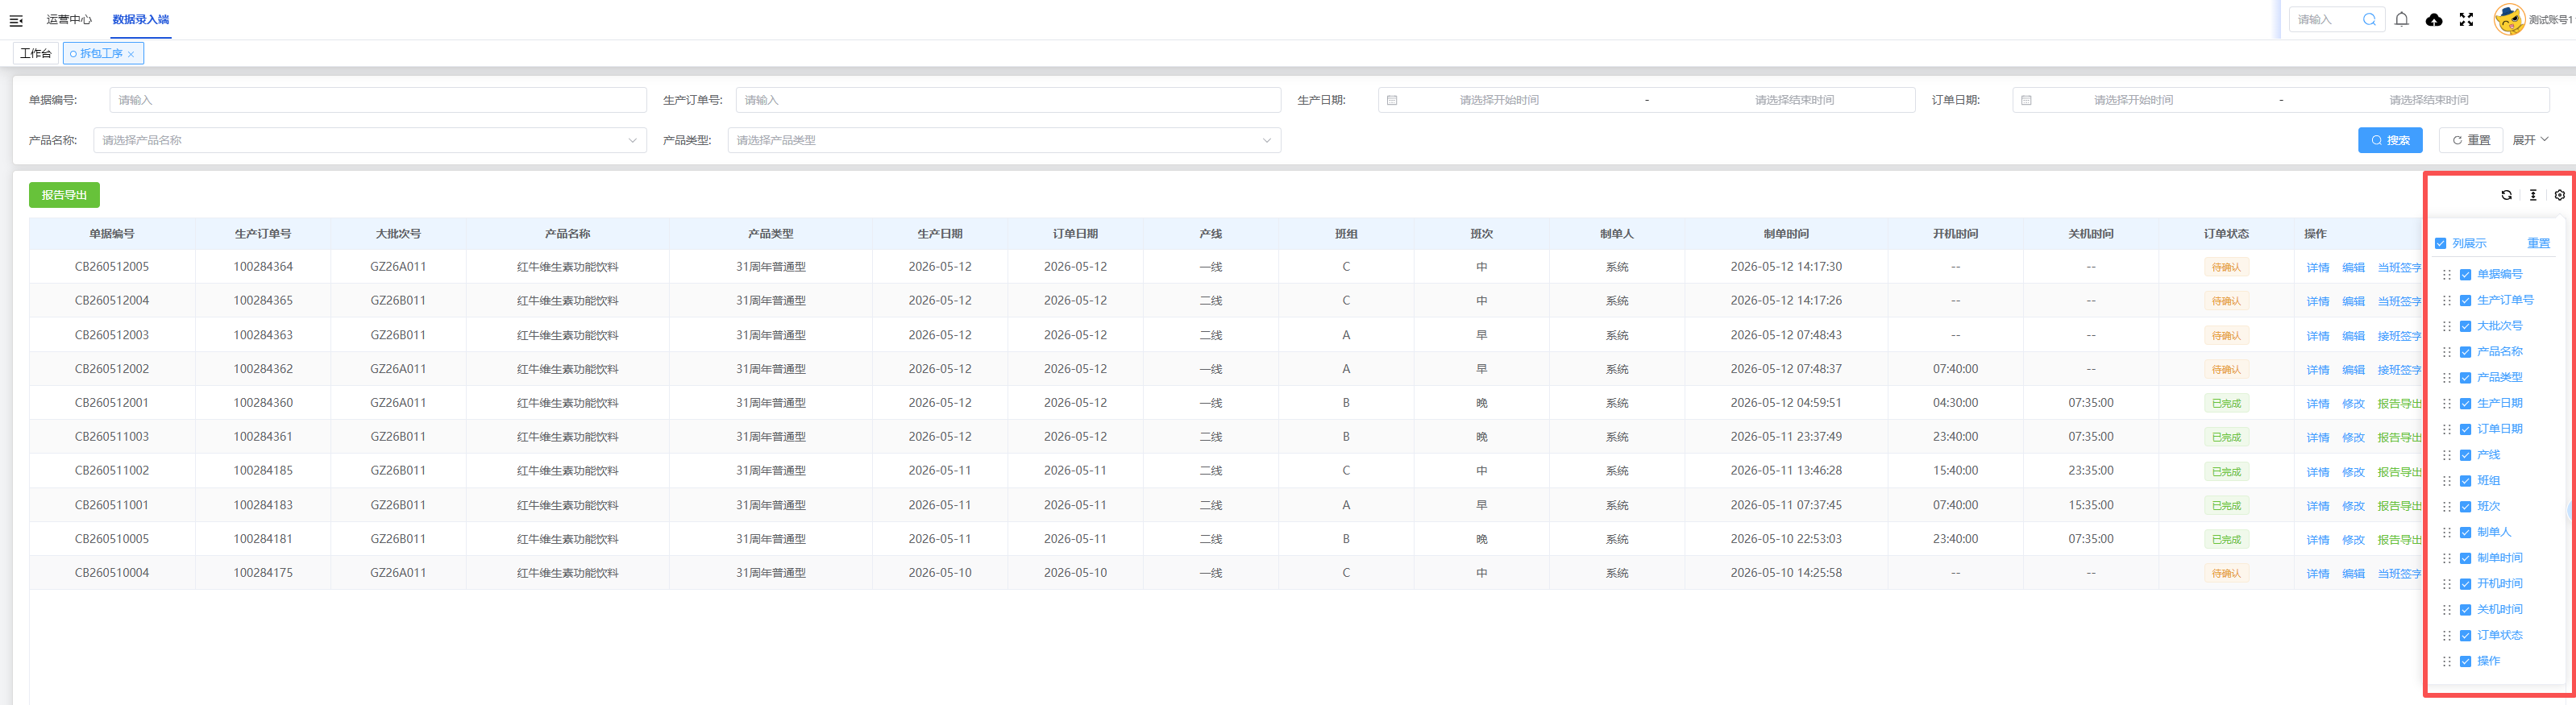 运营中心 数据录入端 请输入 测试账号1
工作台 拆包工序
单据编号: 请输入 生产订单号: 请输入 生产日期: 请选择开始时间 - 请选择结束时间 订单日期: 请选择开始时间 - 请选择结束时间
产品名称: 请选择产品名称 产品类型: 请选择产品类型 搜索 重置 展开
报告导出
单据编号 生产订单号 大批次号 产品名称 产品类型 生产日期 订单日期 产线 班组 班次 制单人 制单时间 开机时间 关机时间 订单状态 操作
CB260512005 100284364 GZ26A011 红牛维生素功能饮料 31周年普通型 2026-05-12 2026-05-12 一线 C 中 系统 2026-05-12 14:17:30 -- -- 待确认 详情 编辑 当班签字
CB260512004 100284365 GZ26B011 红牛维生素功能饮料 31周年普通型 2026-05-12 2026-05-12 二线 C 中 系统 2026-05-12 14:17:26 -- -- 待确认 详情 编辑 当班签字
CB260512003 100284363 GZ26B011 红牛维生素功能饮料 31周年普通型 2026-05-12 2026-05-12 二线 A 早 系统 2026-05-12 07:48:43 -- -- 待确认 详情 编辑 接班签字
CB260512002 100284362 GZ26A011 红牛维生素功能饮料 31周年普通型 2026-05-12 2026-05-12 一线 A 早 系统 2026-05-12 07:48:37 07:40:00 -- 待确认 详情 编辑 接班签字
CB260512001 100284360 GZ26A011 红牛维生素功能饮料 31周年普通型 2026-05-12 2026-05-12 一线 B 晚 系统 2026-05-12 04:59:51 04:30:00 07:35:00 已完成 详情 修改 报告导出
CB260511003 100284361 GZ26B011 红牛维生素功能饮料 31周年普通型 2026-05-12 2026-05-12 二线 B 晚 系统 2026-05-11 23:37:49 23:40:00 07:35:00 已完成 详情 修改 报告导出
CB260511002 100284185 GZ26B011 红牛维生素功能饮料 31周年普通型 2026-05-11 2026-05-11 二线 C 中 系统 2026-05-11 13:46:28 15:40:00 23:35:00 已完成 详情 修改 报告导出
CB260511001 100284183 GZ26B011 红牛维生素功能饮料 31周年普通型 2026-05-11 2026-05-11 二线 A 早 系统 2026-05-11 07:37:45 07:40:00 15:35:00 已完成 详情 修改 报告导出
CB260510005 100284181 GZ26B011 红牛维生素功能饮料 31周年普通型 2026-05-11 2026-05-11 二线 B 晚 系统 2026-05-10 22:53:03 23:40:00 07:35:00 已完成 详情 修改 报告导出
CB260510004 100284175 GZ26A011 红牛维生素功能饮料 31周年普通型 2026-05-10 2026-05-10 一线 C 中 系统 2026-05-10 14:25:58 -- -- 待确认 详情 编辑 当班签字
列展示 重置
单据编号
生产订单号
大批次号
产品名称
产品类型
生产日期
订单日期
产线
班组
班次
制单人
制单时间
开机时间
关机时间
订单状态
操作